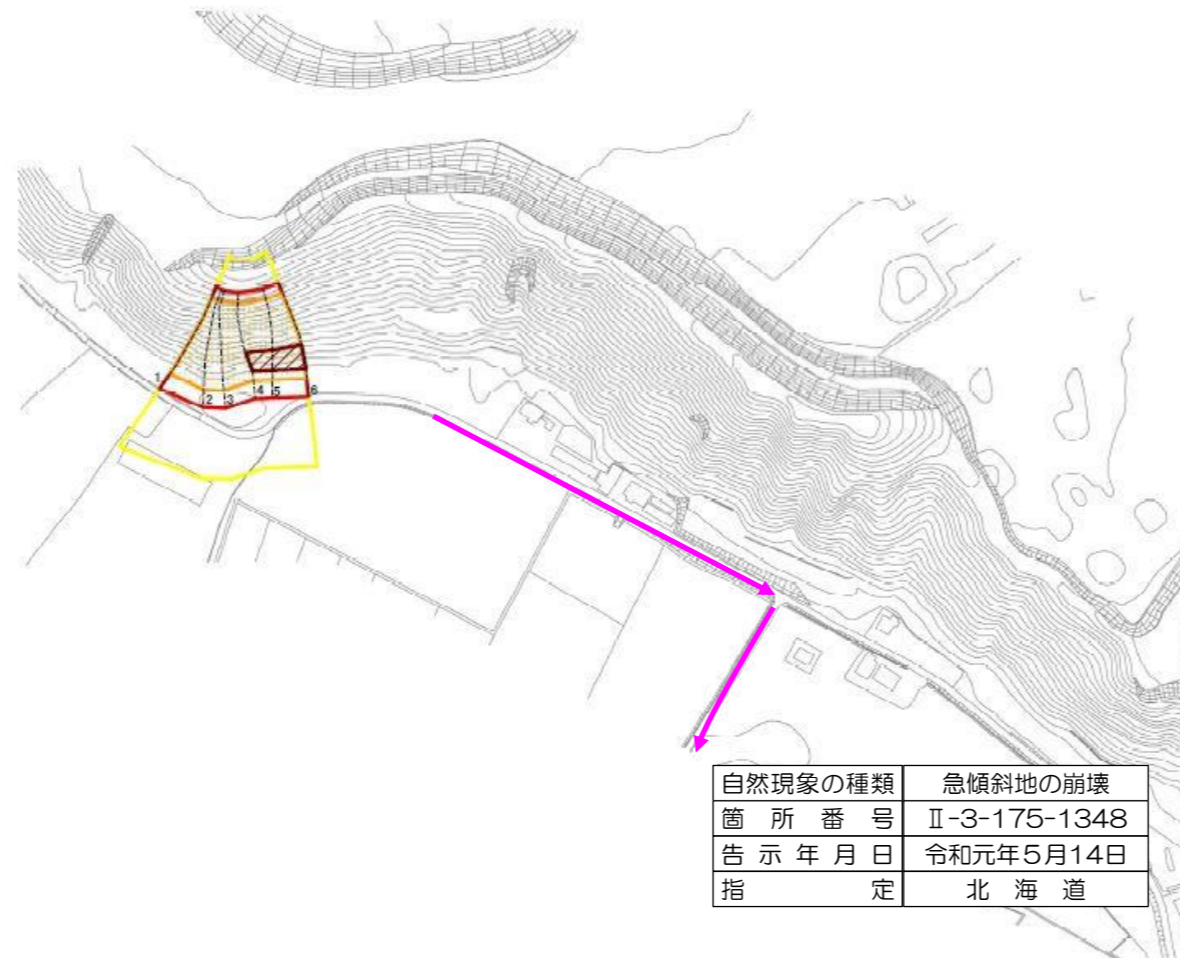 1 2 3 4 5 6
自然現象の種類 急傾斜地の崩壊
箇所番号 Ⅱ-3-175-1348
告示年月日 令和元年5月14日
指定 北海道